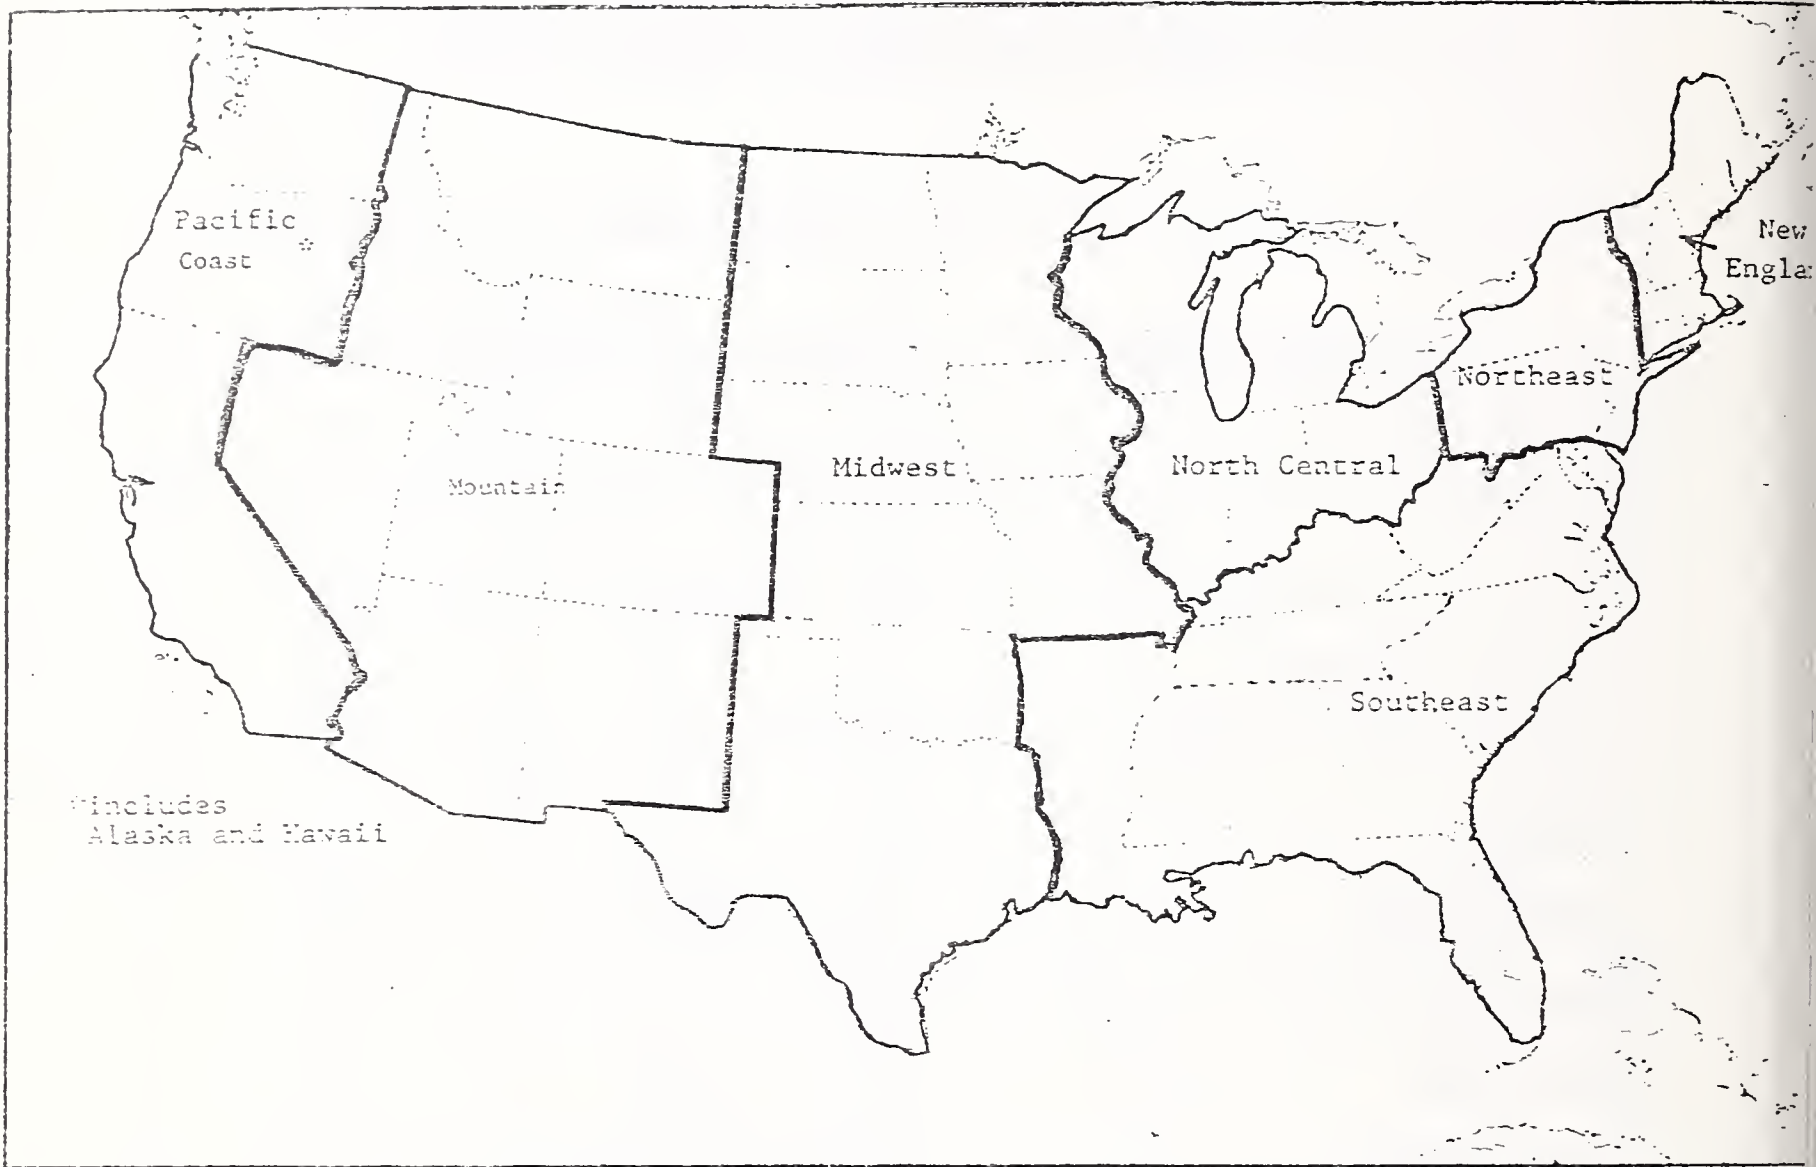 Pacific
Coast *
New
Engla
Northeast
Midwest
North Central
Mountain
Southeast
*includes
Alaska and Hawaii